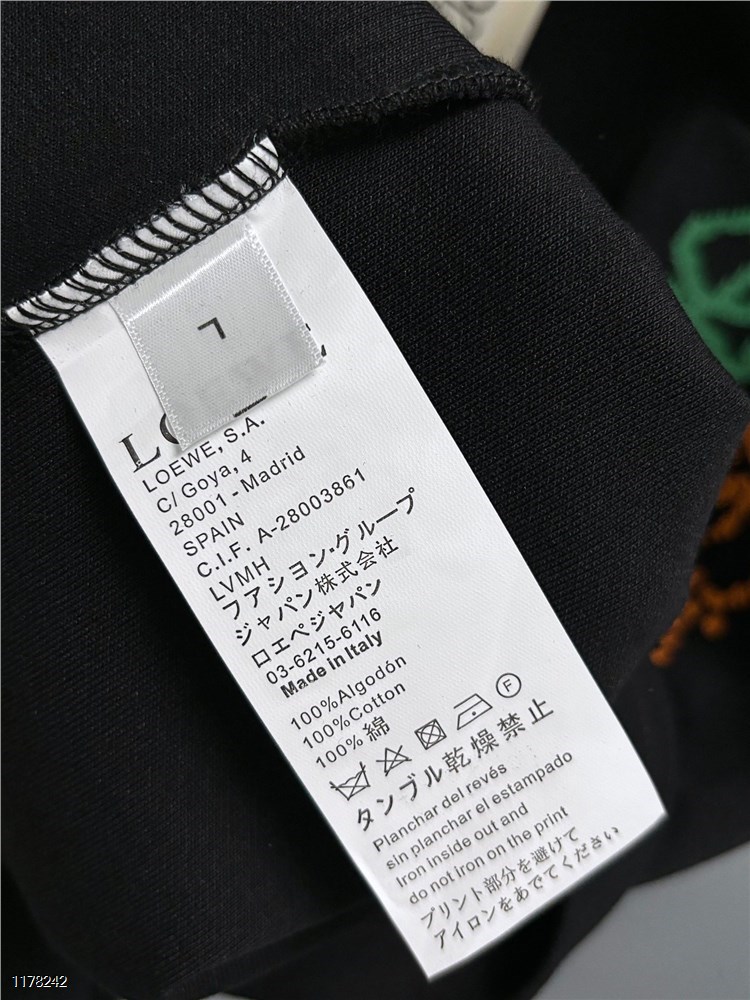 L
LOEWE, S.A.
C/ Goya, 4
28001 - Madrid
SPAIN
C.I.F. A-28003861
LVMH
ファション·グループ
ジャパン株式会社
ロエペジャパン
03-6215-6116
Made in Italy
100%Algodón
100%Cotton
100% 綿
F
タンブル乾燥禁止
Planchar del revés
sin planchar el estampado
Iron inside out and
do not iron on the print
プリント部分を避けて
アイロンをあでてください
1178242